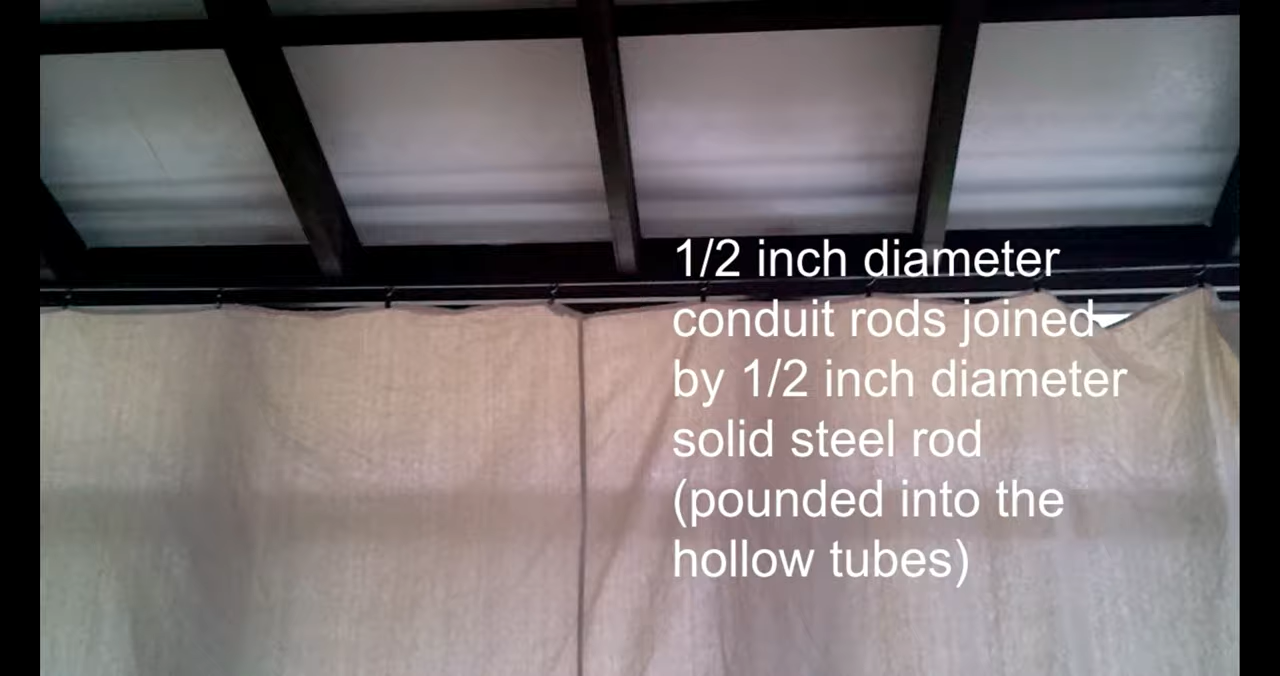 1/2 inch diameter
conduit rods joined
by 1/2 inch diameter
solid steel rod
(pounded into the
hollow tubes)